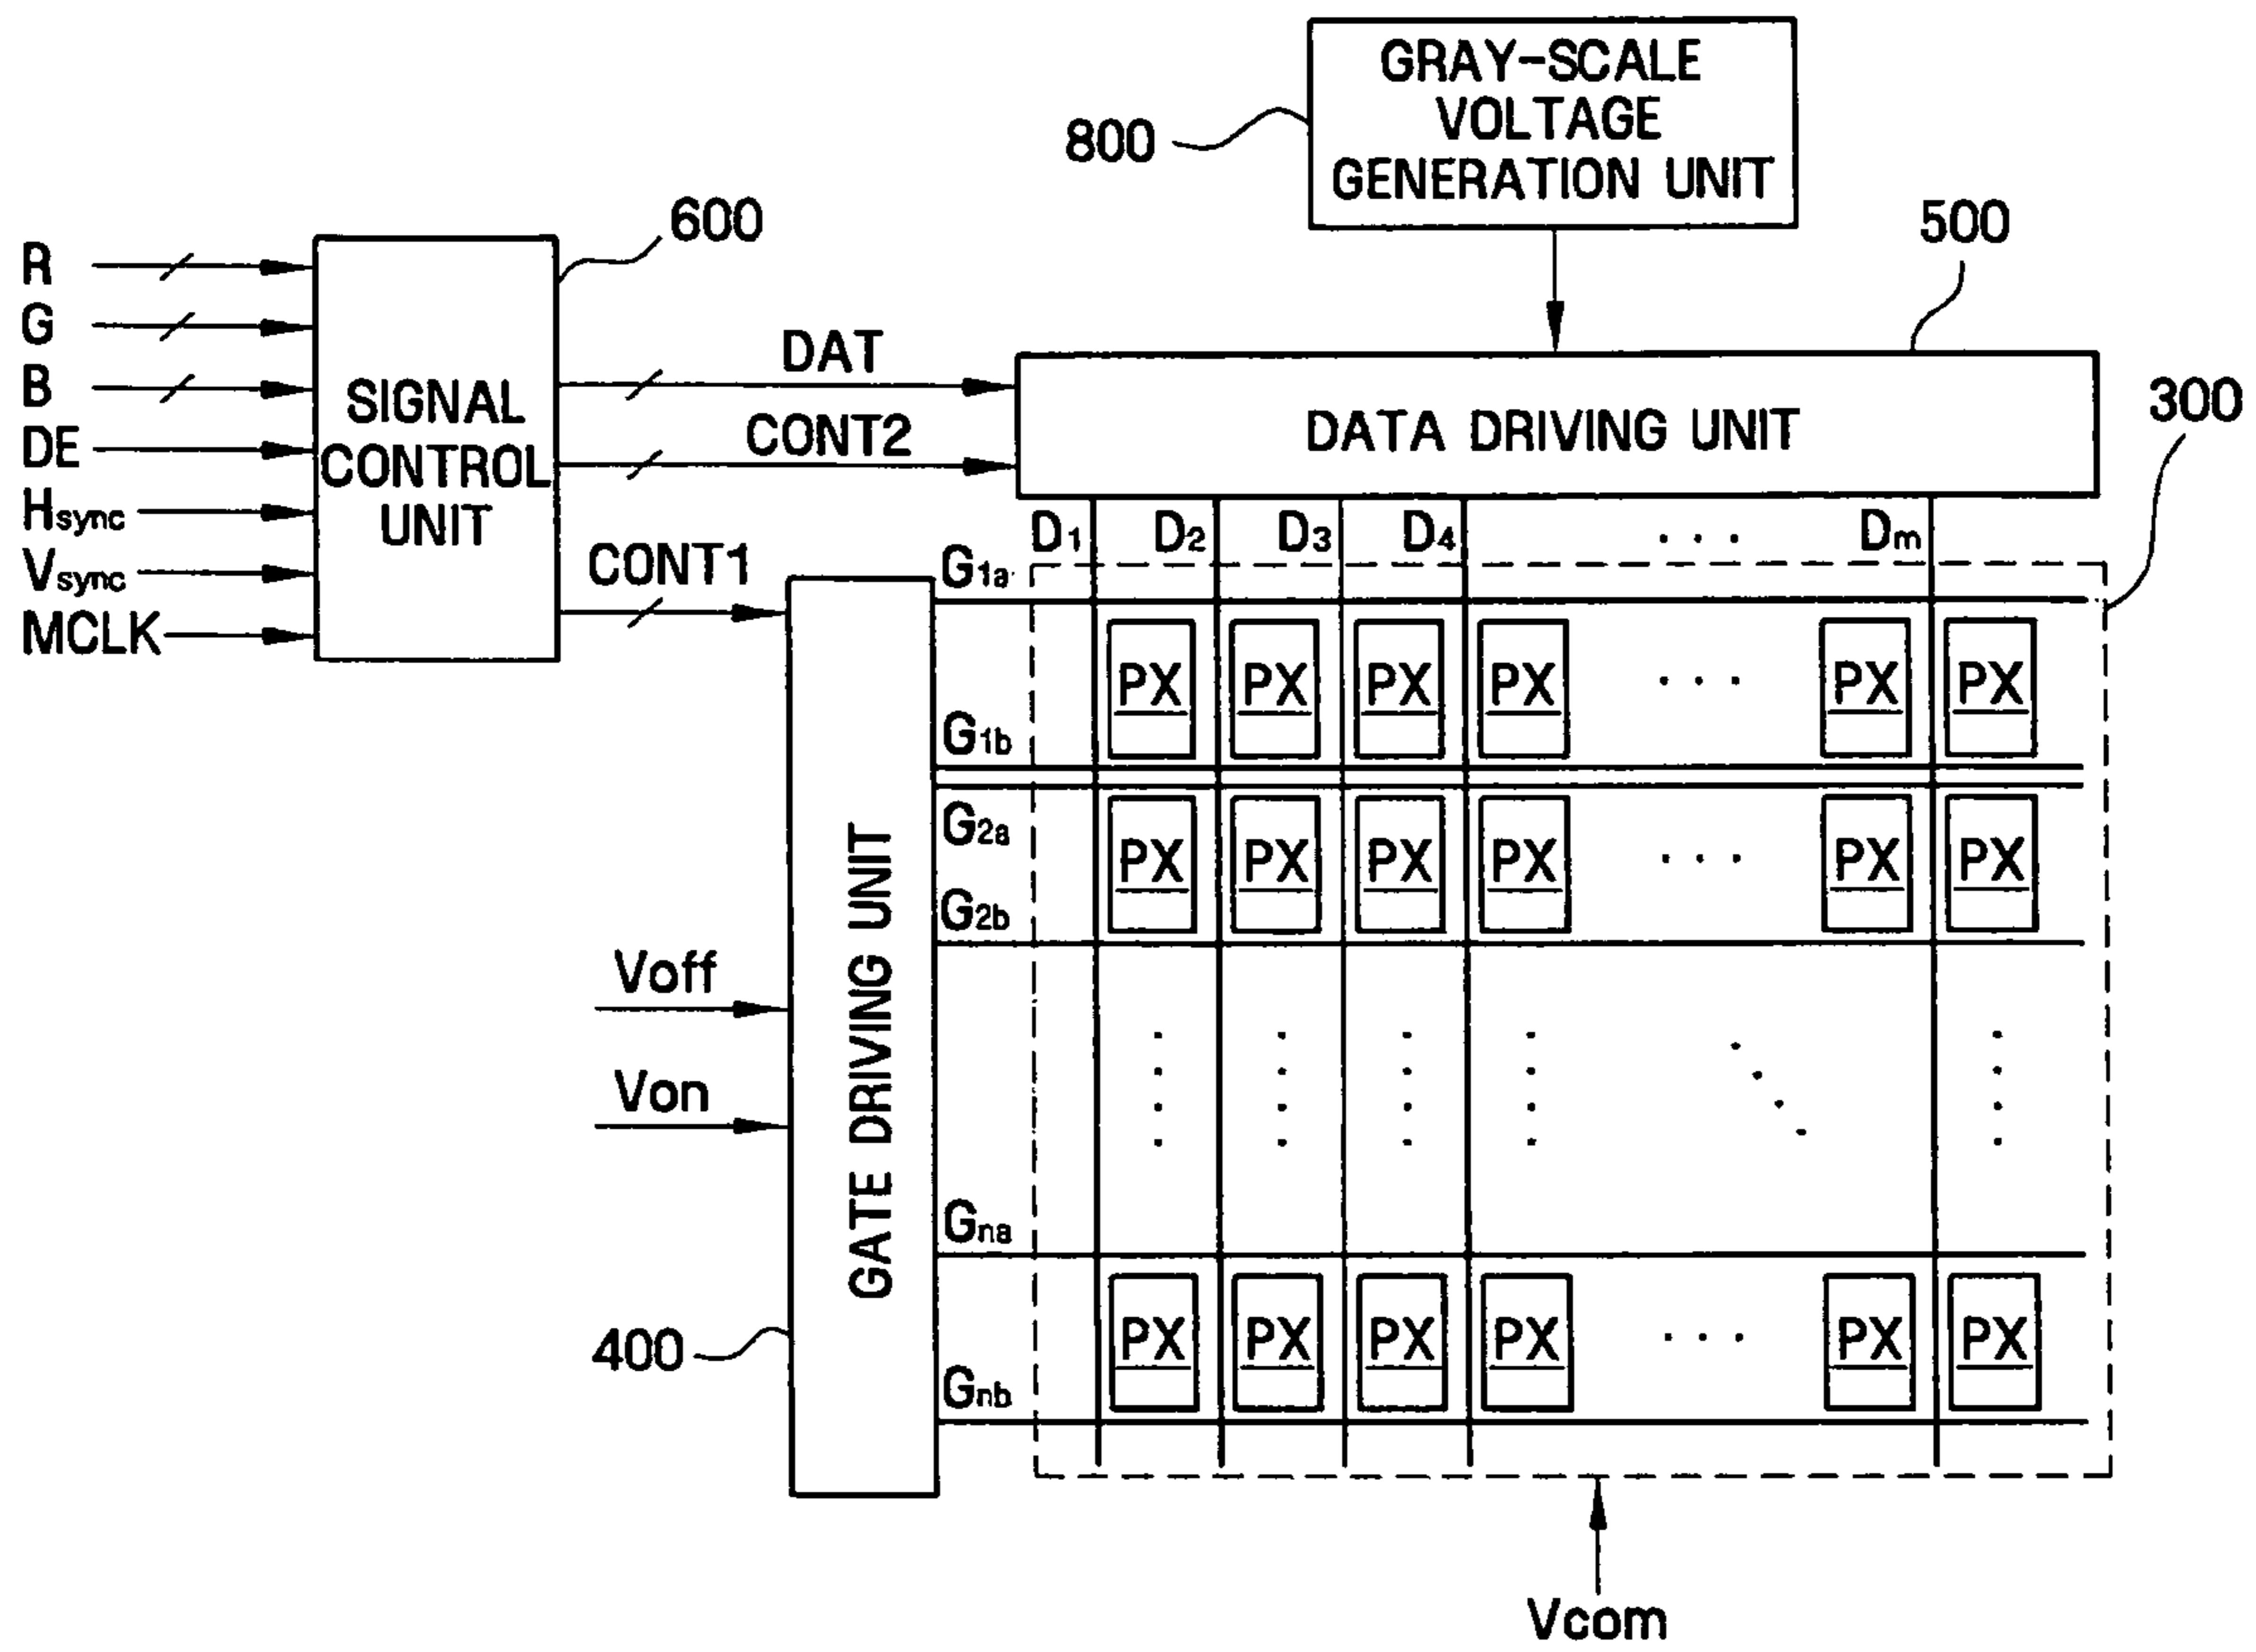 GRAY-SCALE
VOLTAGE
GENERATION UNIT
800
600
500
R
G
B
DE
Hsync
Vsync
MCLK
SIGNAL
CONTROL
UNIT
DAT
CONT2
CONT1
DATA DRIVING UNIT
300
D1 D2 D3 D4 ... Dm
G1a
PX PX PX PX ... PX PX
G1b
G2a
PX PX PX PX ... PX PX
G2b
Voff
Von
GATE DRIVING UNIT
400
Gna
PX PX PX PX ... PX PX
Gnb
Vcom